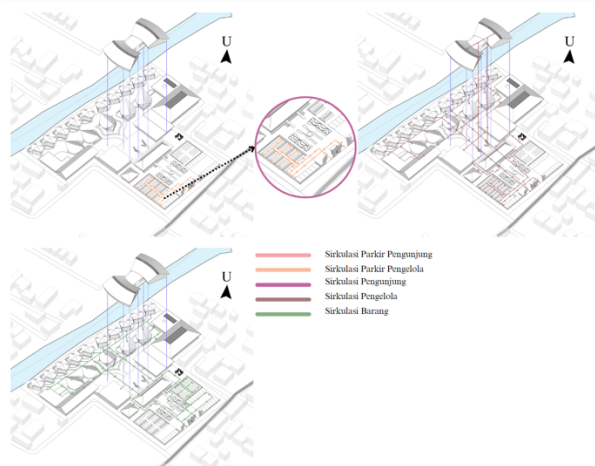 U
U
U
Sirkulasi Parkir Pengunjung
Sirkulasi Parkir Pengelola
Sirkulasi Pengunjung
Sirkulasi Pengelola
Sirkulasi Barang